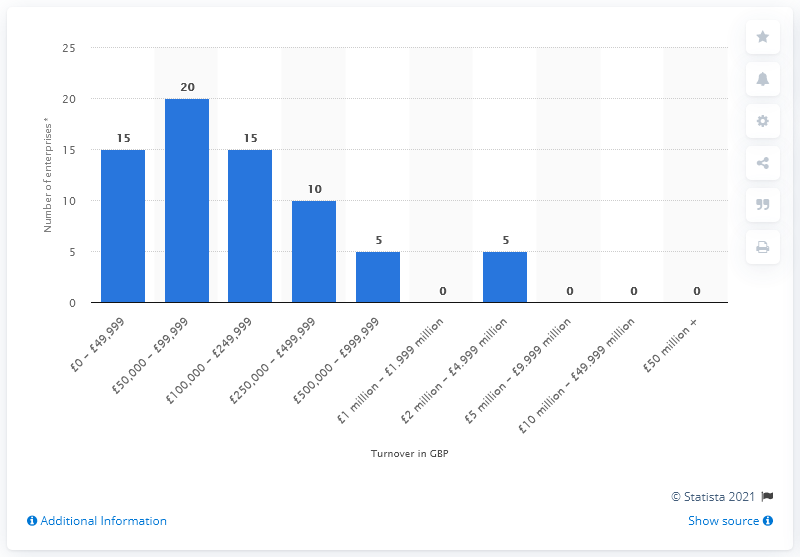 25
20
15
10
5
0
Number of enterprises*
15
20
15
10
5
0
5
0
0
0
£0 – £49,999
£50,000 – £99,999
£100,000 – £249,999
£250,000 – £499,999
£500,000 – £999,999
£1 million – £1.999 million
£2 million – £4.999 million
£5 million – £9.999 million
£10 million – £49.999 million
£50 million +
Turnover in GBP
© Statista 2021
Additional Information
Show source